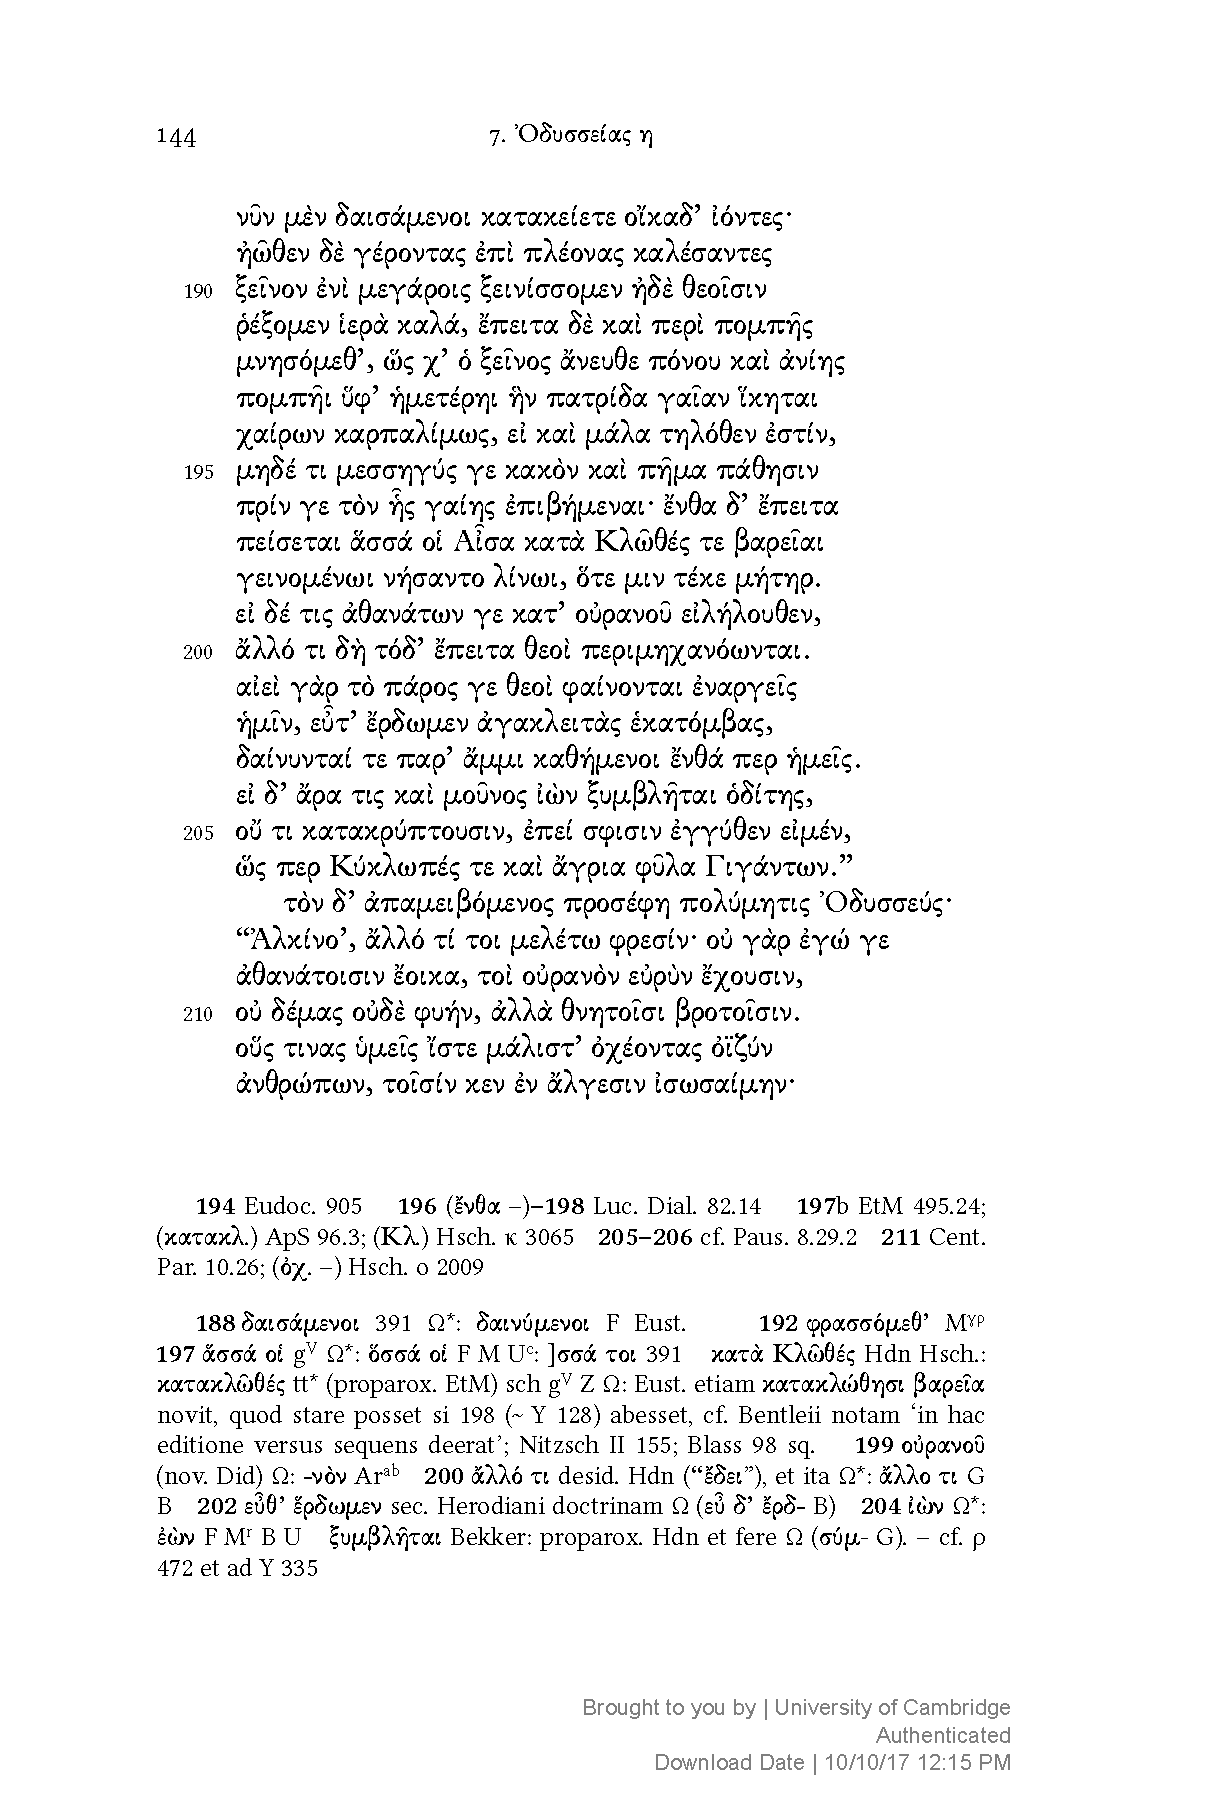 144 7. Ὀδυσσείας η
νῦν μὲν δαισάμενοι κατακείετε οἴκαδ’ ἰόντες·
ἠῶθεν δὲ γέροντας ἐπὶ πλέονας καλέσαντες
190 ξεῖνον ἐνὶ μεγάροις ξεινίσσομεν ἠδὲ θεοῖσιν
ῥέξομεν ἱερὰ καλά, ἔπειτα δὲ καὶ περὶ πομπῆς
μνησόμεθ’, ὥς χ’ ὁ ξεῖνος ἄνευθε πόνου καὶ ἀνίης
πομπῆι ὕφ’ ἡμετέρηι ἣν πατρίδα γαῖαν ἵκηται
χαίρων καρπαλίμως, εἰ καὶ μάλα τηλόθεν ἐστίν,
195 μηδέ τι μεσσηγύς γε κακὸν καὶ πῆμα πάθησιν
πρίν γε τὸν ἧς γαίης ἐπιβήμεναι· ἔνθα δ’ ἔπειτα
πείσεται ἅσσά οἱ Αἶσα κατὰ Κλῶθές τε βαρεῖαι
γεινομένωι νήσαντο λίνωι, ὅτε μιν τέκε μήτηρ.
εἰ δέ τις ἀθανάτων γε κατ’ οὐρανοῦ εἰλήλουθεν,
200 ἄλλό τι δὴ τόδ’ ἔπειτα θεοὶ περιμηχανόωνται.
αἰεὶ γὰρ τὸ πάρος γε θεοὶ φαίνονται ἐναργεῖς
ἡμῖν, εὖτ’ ἔρδωμεν ἀγακλειτὰς ἑκατόμβας,
δαίνυνταί τε παρ’ ἄμμι καθήμενοι ἔνθά περ ἡμεῖς.
εἰ δ’ ἄρα τις καὶ μοῦνος ἰὼν ξυμβλῆται ὁδίτης,
205 οὔ τι κατακρύπτουσιν, ἐπεί σφισιν ἐγγύθεν εἰμέν,
ὥς περ Κύκλωπές τε καὶ ἄγρια φῦλα Γιγάντων.”
τὸν δ’ ἀπαμειβόμενος προσέφη πολύμητις Ὀδυσσεύς·
“Ἀλκίνο’, ἄλλό τί τοι μελέτω φρεσίν· οὐ γὰρ ἐγώ γε
ἀθανάτοισιν ἔοικα, τοὶ οὐρανὸν εὐρὺν ἔχουσιν,
210 οὐ δέμας οὐδὲ φυήν, ἀλλὰ θνητοῖσι βροτοῖσιν.
οὕς τινας ὑμεῖς ἴστε μάλιστ’ ὀχέοντας ὀϊζύν
ἀνθρώπων, τοῖσίν κεν ἐν ἄλγεσιν ἰσωσαίμην·
194 Eudoc. 905 196 (ἔνθα –)–198 Luc. Dial. 82.14 197b EtM 495.24;
(κατακλ.) ApS 96.3; (Κλ.) Hsch. κ 3065 205–206 cf. Paus. 8.29.2 211 Cent.
Par. 10.26; (ὀχ. –) Hsch. ο 2009
188 δαισάμενοι 391 Ω*: δαινύμενοι F Eust. 192 φρασσόμεθ’ Mγρ
197 ἅσσά οἱ gV Ω*: ὅσσά οἱ F M Uc: ]σσά τοι 391 κατὰ Κλῶθές Hdn Hsch.:
κατακλῶθές tt* (proparox. EtM) sch gV Z Ω: Eust. etiam κατακλώθησι βαρεῖα
novit, quod stare posset si 198 (~ Υ 128) abesset, cf. Bentleii notam ‘in hac
editione versus sequens deerat’; Nitzsch II 155; Blass 98 sq. 199 οὐρανοῦ
(nov. Did) Ω: -νὸν Arab 200 ἄλλό τι desid. Hdn (“ἔδει”), et ita Ω*: ἄλλο τι G
B 202 εὖθ’ ἕρδωμεν sec. Herodiani doctrinam Ω (εὖ δ’ ἔρδ- B) 204 ἰὼν Ω*:
ἐὼν F Mr B U ξυμβλῆται Bekker: proparox. Hdn et fere Ω (σύμ- G). – cf. ρ
472 et ad Υ 335
Brought to you by | University of Cambridge
Authenticated
Download Date | 10/10/17 12:15 PM